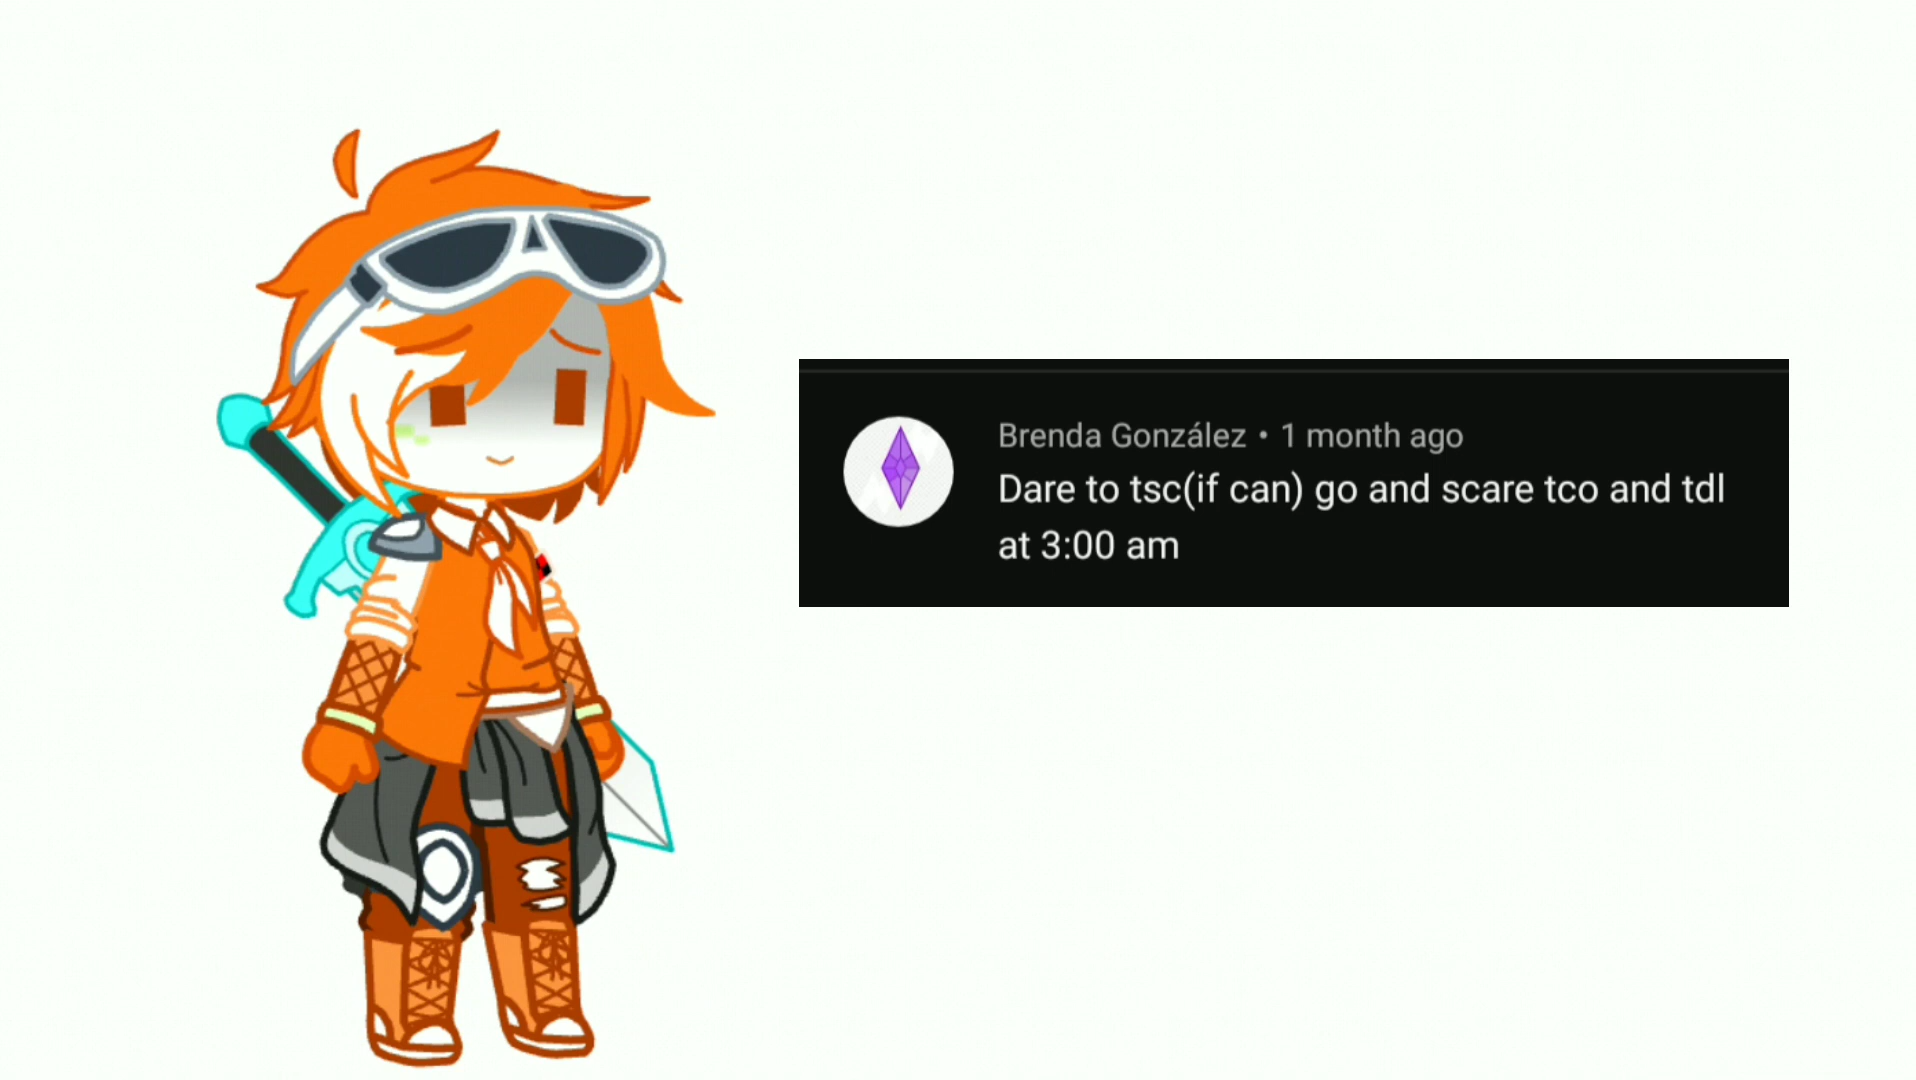 Brenda González • 1 month ago
Dare to tsc(if can) go and scare tco and tdl
at 3:00 am